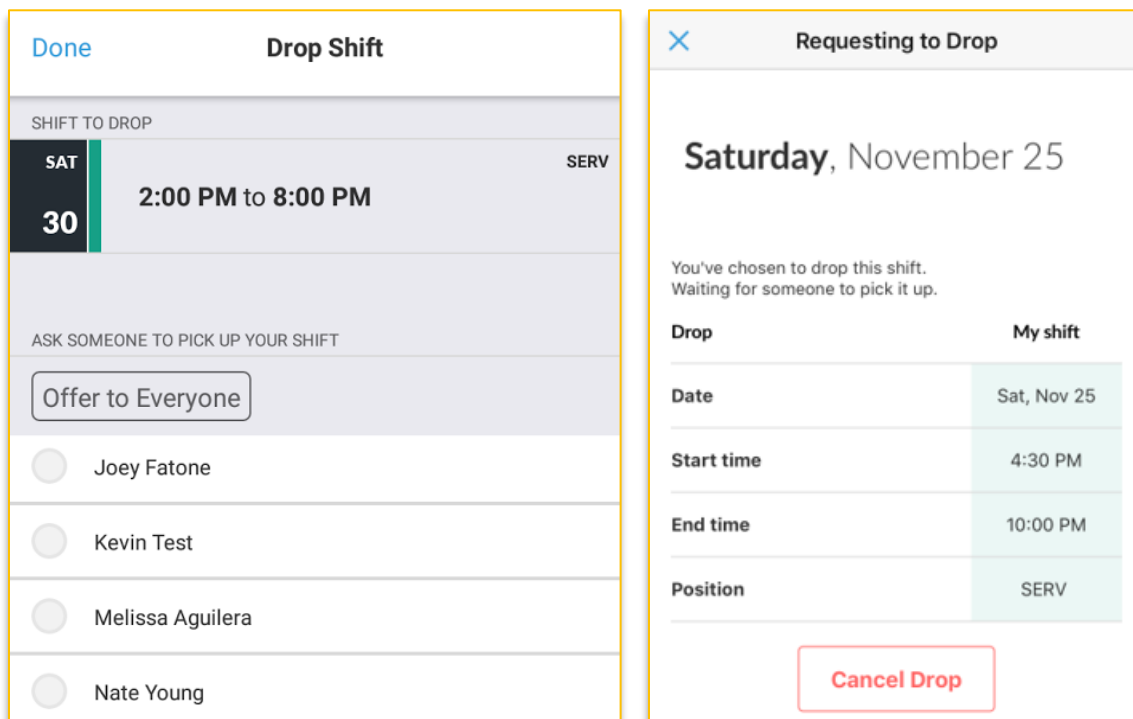 Done Drop Shift
SHIFT TO DROP
SAT SERV
2:00 PM to 8:00 PM
30
ASK SOMEONE TO PICK UP YOUR SHIFT
Offer to Everyone
Joey Fatone
Kevin Test
Melissa Aguilera
Nate Young
Requesting to Drop
Saturday, November 25
You've chosen to drop this shift.
Waiting for someone to pick it up.
Drop My shift
Date Sat, Nov 25
Start time 4:30 PM
End time 10:00 PM
Position SERV
Cancel Drop